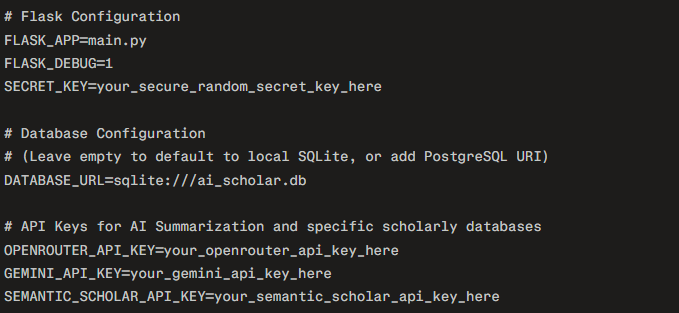 # Flask Configuration
FLASK_APP=main.py
FLASK_DEBUG=1
SECRET_KEY=your_secure_random_secret_key_here
# Database Configuration
# (Leave empty to default to local SQLite, or add PostgreSQL URI)
DATABASE_URL=sqlite:///ai_scholar.db
# API Keys for AI Summarization and specific scholarly databases
OPENROUTER_API_KEY=your_openrouter_api_key_here
GEMINI_API_KEY=your_gemini_api_key_here
SEMANTIC_SCHOLAR_API_KEY=your_semantic_scholar_api_key_here